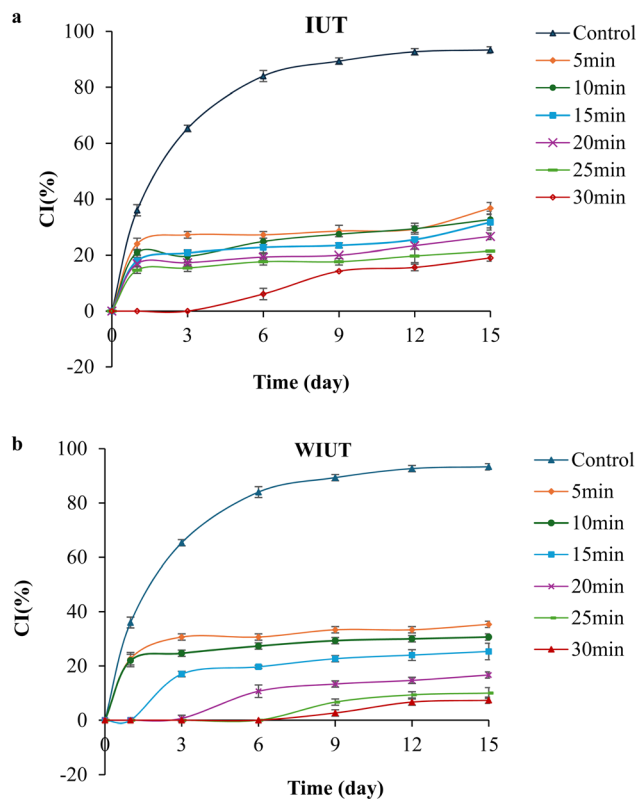 a
IUT
100
80
60
40
20
0
-20
CI(%)
0 3 6 9 12 15
Time (day)
Control
5min
10min
15min
20min
25min
30min
b
WIUT
100
80
60
40
20
0
-20
CI(%)
0 3 6 9 12 15
Time (day)
Control
5min
10min
15min
20min
25min
30min